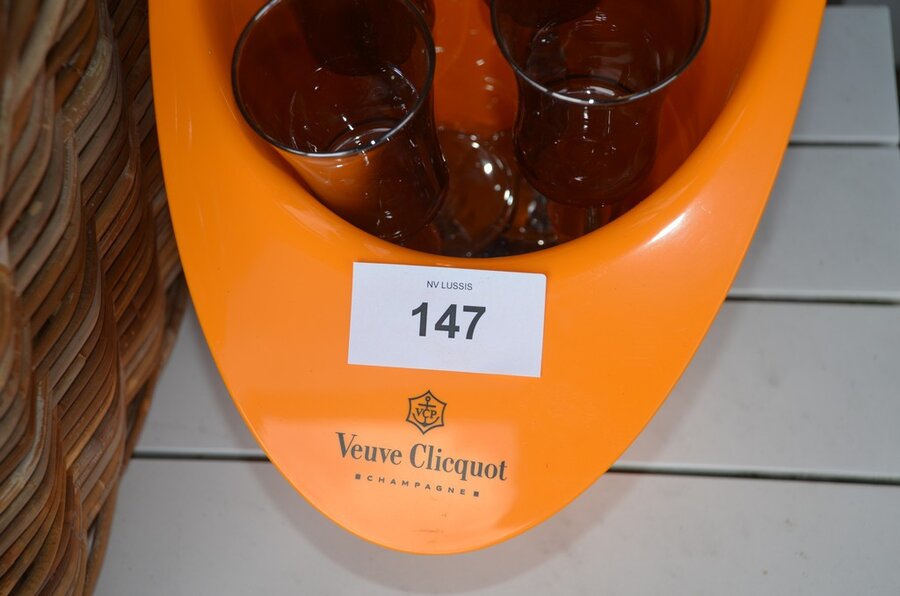 NV LUSSIS
147
VCP
Veuve Clicquot
CHAMPAGNE